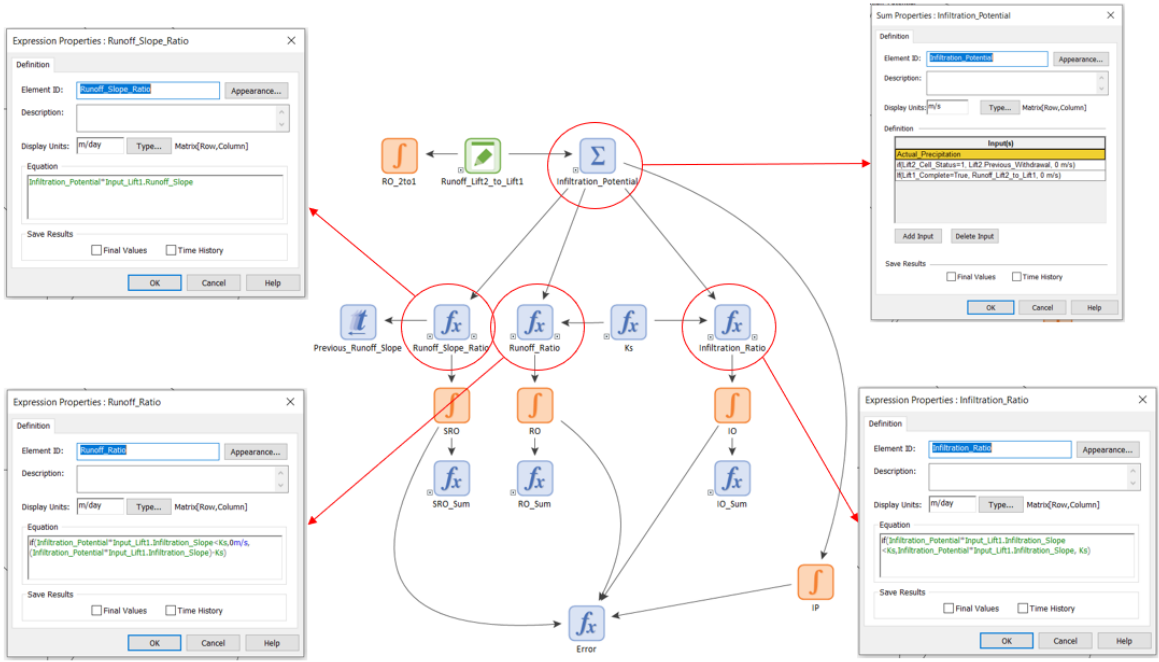 Expression Properties : Runoff_Slope_Ratio
Definition
Element ID: Runoff_Slope_Ratio Appearance...
Description:
Display Units: m/day Type... Matrix[Row,Column]
Equation
Infiltration_Potential*Input_Lift1.Runoff_Slope
Save Results
Final Values Time History
OK Cancel Help
Sum Properties : Infiltration_Potential
Definition
Element ID: Infiltration_Potential Appearance...
Description:
Display Units: m/s Type... Matrix[Row,Column]
Definition
Input(s)
Actual_Precipitation
if(Lift2_Cell_Status=1, Lift2.Previous_Withdrawal, 0 m/s)
If(Lift1_Complete=True, Runoff_Lift2_to_Lift1, 0 m/s)
Add Input Delete Input
Save Results
Final Values Time History
OK Cancel Help
RO_2to1
Runoff_Lift2_to_Lift1
Infiltration_Potential
Previous_Runoff_Slope
Runoff_Slope_Ratio
Runoff_Ratio
Ks
Infiltration_Ratio
SRO
RO
IO
SRO_Sum
RO_Sum
IO_Sum
IP
Error
Expression Properties : Runoff_Ratio
Definition
Element ID: Runoff_Ratio Appearance...
Description:
Display Units: m/day Type... Matrix[Row,Column]
Equation
if(Infiltration_Potential*Input_Lift1.Infiltration_Slope<Ks,0m/s,
(Infiltration_Potential*Input_Lift1.Infiltration_Slope)-Ks)
Save Results
Final Values Time History
OK Cancel Help
Expression Properties : Infiltration_Ratio
Definition
Element ID: Infiltration_Ratio Appearance...
Description:
Display Units: m/day Type... Matrix[Row,Column]
Equation
if(Infiltration_Potential*Input_Lift1.Infiltration_Slope
<Ks,Infiltration_Potential*Input_Lift1.Infiltration_Slope, Ks)
Save Results
Final Values Time History
OK Cancel Help